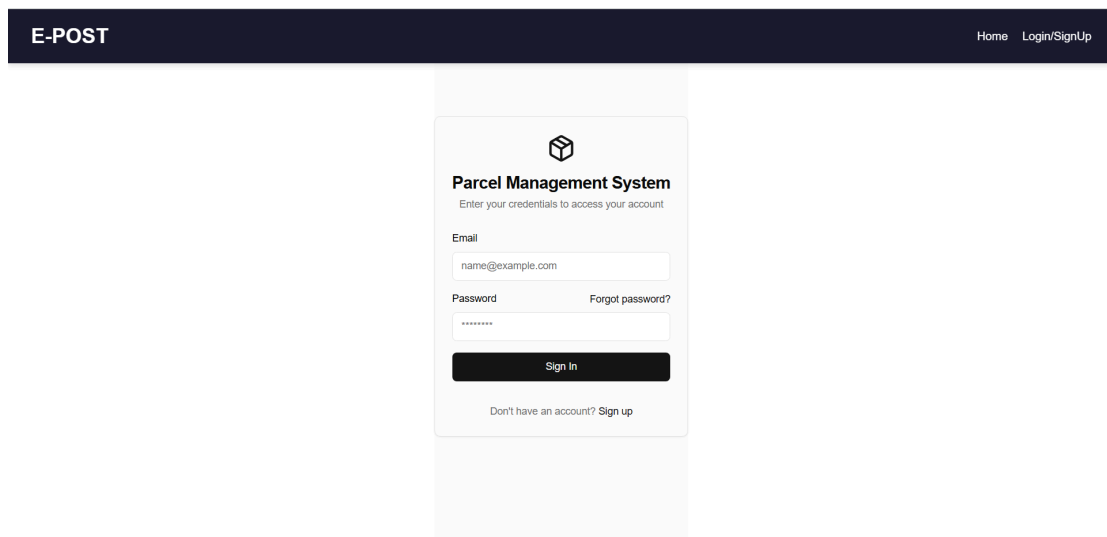 E-POST
Home Login/SignUp
Parcel Management System
Enter your credentials to access your account
Email
name@example.com
Password Forgot password?
********
Sign In
Don't have an account? Sign up